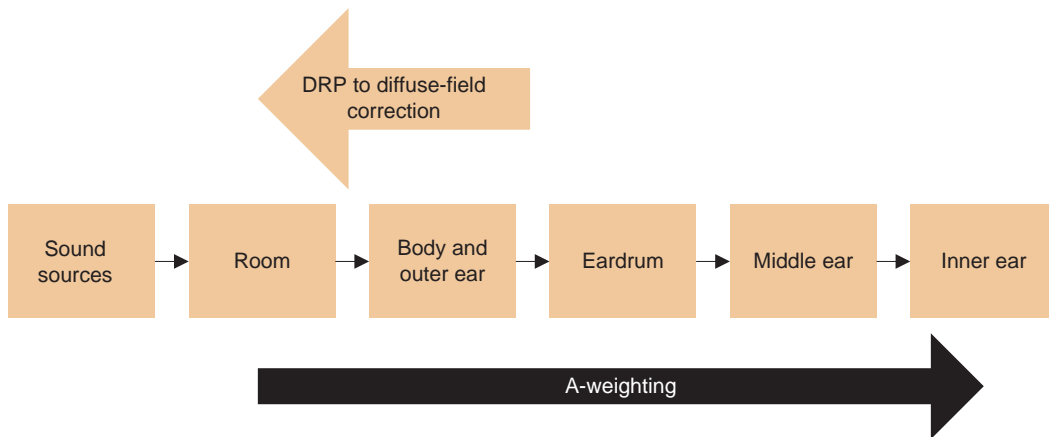 DRP to diffuse-field
correction
Sound
sources
Room
Body and
outer ear
Eardrum
Middle ear
Inner ear
A-weighting